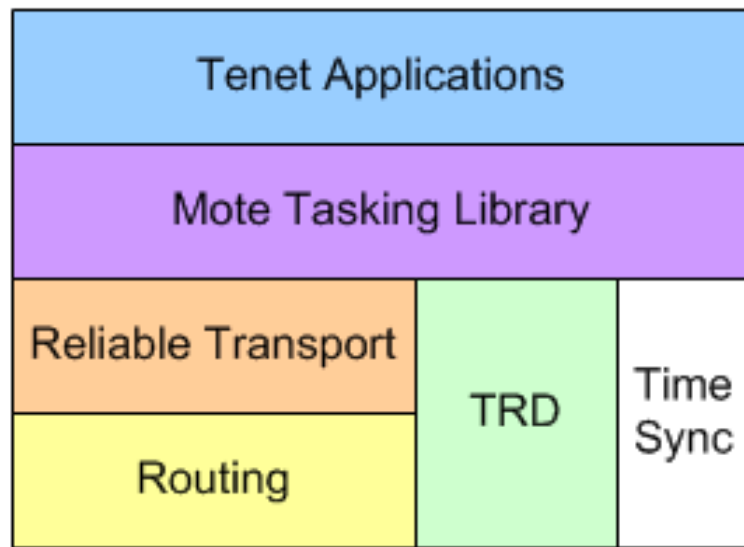 Tenet Applications
Mote Tasking Library
Reliable Transport
Routing
TRD
Time
Sync